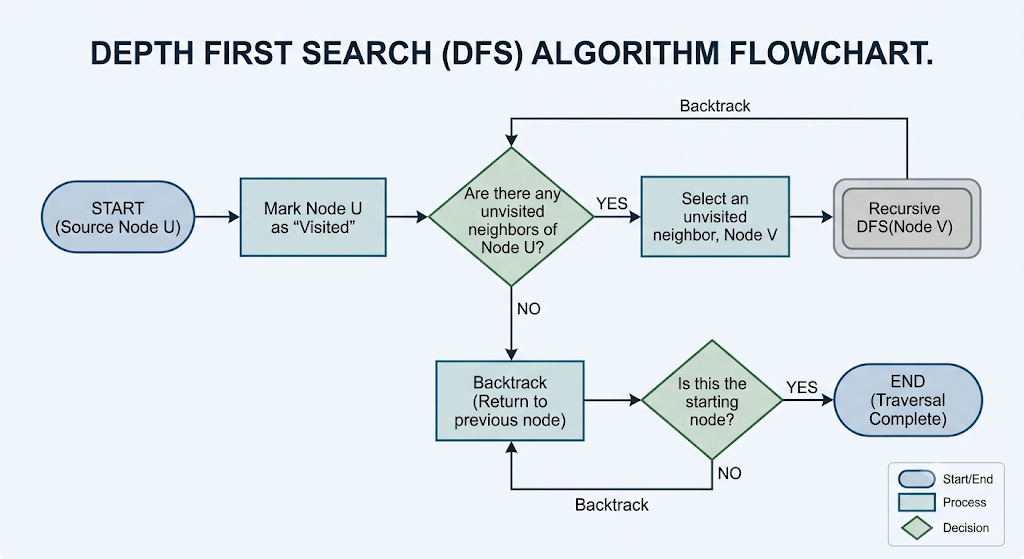 DEPTH FIRST SEARCH (DFS) ALGORITHM FLOWCHART.
Backtrack
START
(Source Node U)
Mark Node U
as “Visited”
Are there any
unvisited
neighbors of
Node U?
YES
Select an
unvisited
neighbor, Node V
Recursive
DFS(Node V)
NO
Backtrack
(Return to
previous node)
Is this the
starting
node?
YES
END
(Traversal
Complete)
NO
Backtrack
Start/End
Process
Decision